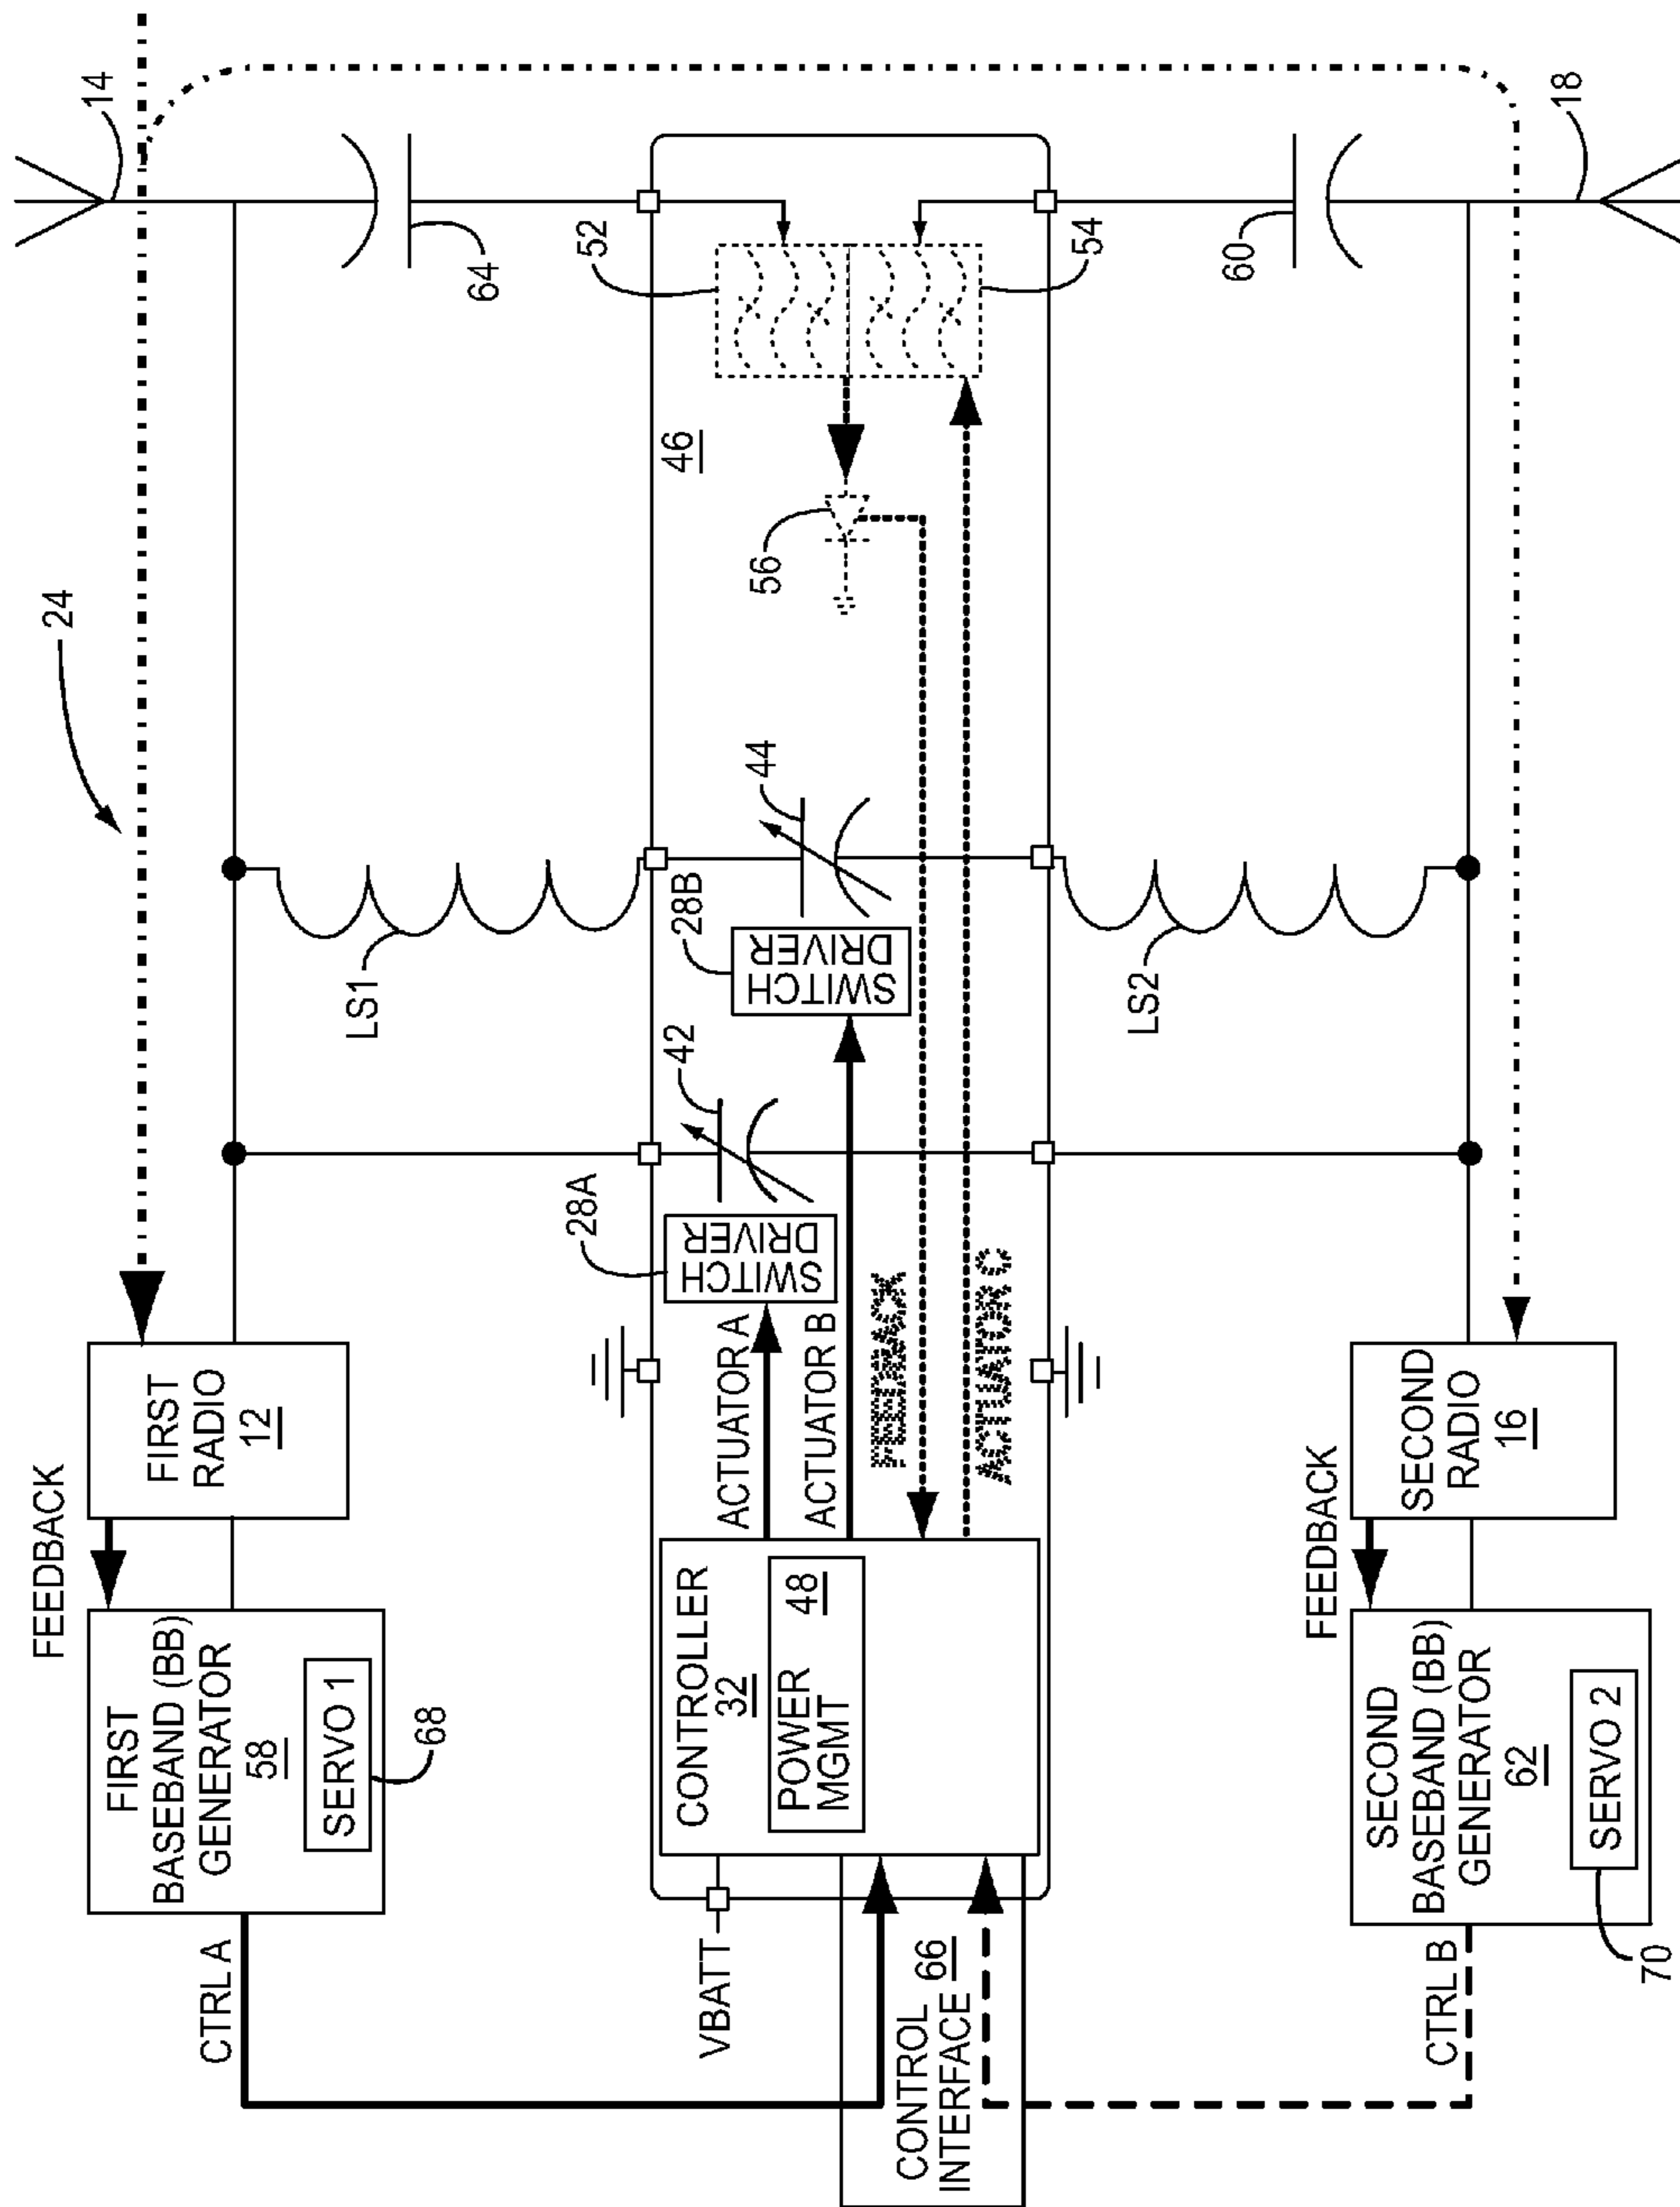 FEEDBACK
FIRST
BASEBAND (BB)
GENERATOR
58
SERVO 1
68
FIRST
RADIO
12
24
14
CTRL A
LS1
64
VBATT
CONTROLLER
32
POWER
MGMT
48
ACTUATOR A
ACTUATOR B
FEEDBACK
ACTUATOR C
28A
SWITCH
DRIVER
42
28B
SWITCH
DRIVER
44
46
56
52
54
CONTROL
INTERFACE 66
LS2
60
CTRL B
FEEDBACK
SECOND
BASEBAND (BB)
GENERATOR
62
SERVO 2
70
SECOND
RADIO
16
18